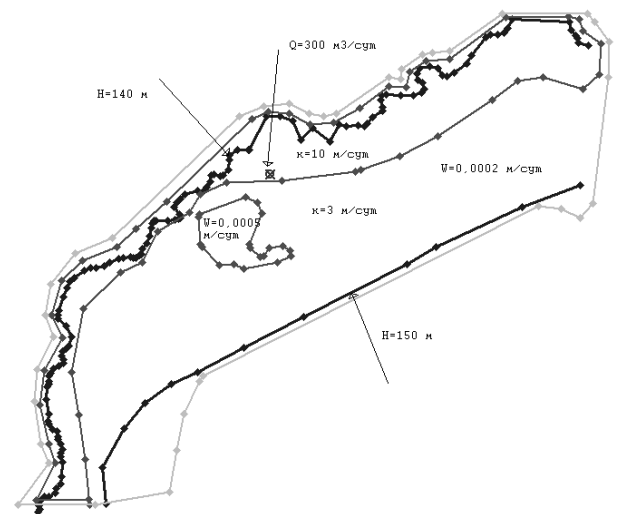 Q=300 м3/сут
H=140 м
к=10 м/сут
W=0,0002 м/сут
к=3 м/сут
W=0,0005
м/сут
H=150 м